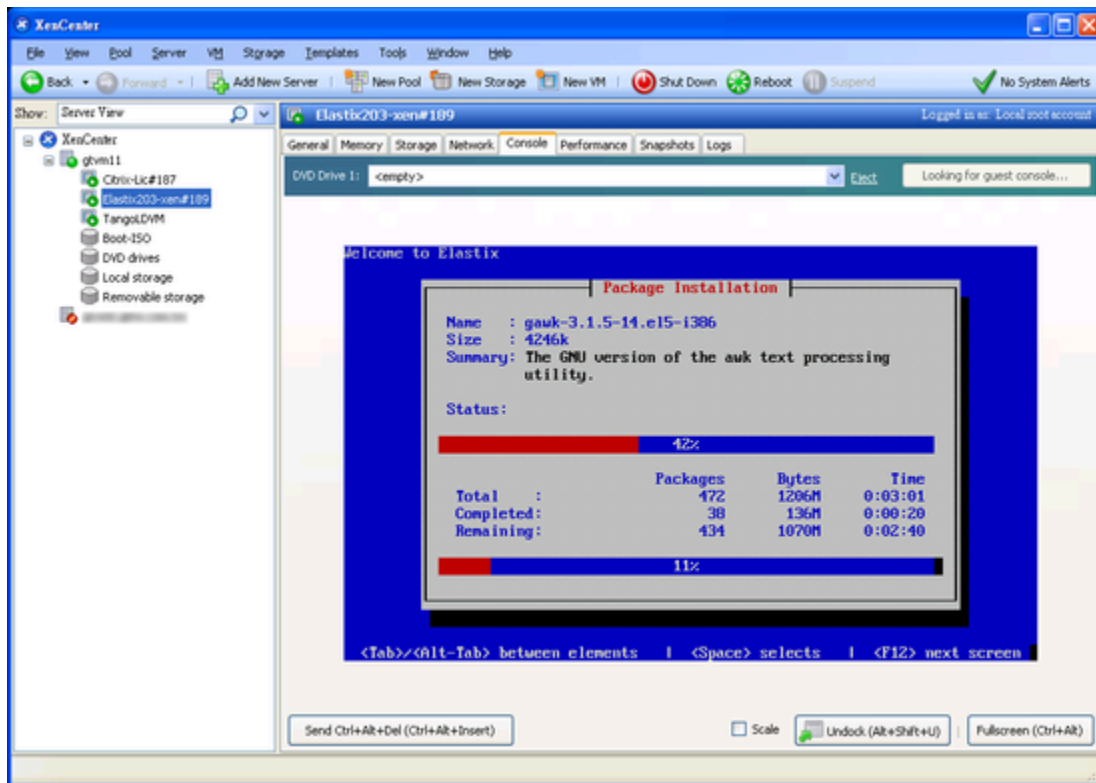 XenCenter
File View Pool Server VM Storage Templates Tools Window Help
Back Forward Add New Server New Pool New Storage New VM Shut Down Reboot Suspend No System Alerts
Show: Server View
XenCenter
gtvm11
Citrix-Lic#187
Elastix203-xen#189
TangoLDVM
Boot-ISO
DVD drives
Local storage
Removable storage
Elastix203-xen#189 Logged in as: Local root account
General Memory Storage Network Console Performance Snapshots Logs
DVD Drive 1: <empty> Eject Looking for guest console...
Welcome to Elastix
Package Installation
Name : gawk-3.1.5-14.el5-i386
Size : 4246k
Summary: The GNU version of the awk text processing
utility.
Status:
42%
Packages Bytes Time
Total : 472 1206M 0:03:01
Completed: 38 136M 0:00:20
Remaining: 434 1070M 0:02:40
11%
<Tab>/<Alt-Tab> between elements | <Space> selects | <F12> next screen
Send Ctrl+Alt+Del (Ctrl+Alt+Insert) Scale Undock (Alt+Shift+U) Fullscreen (Ctrl+Alt)